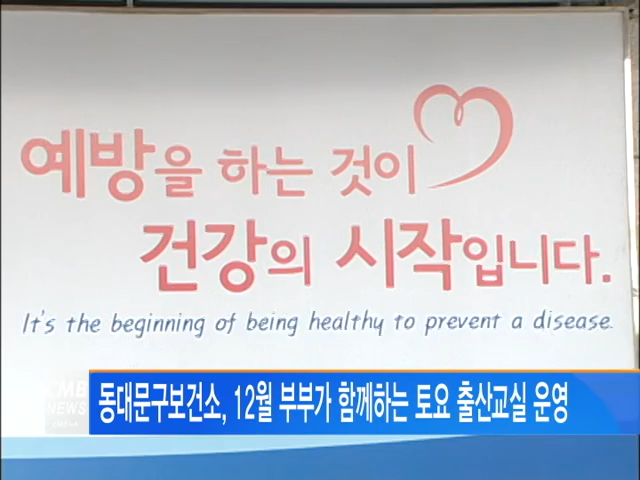 예방을 하는 것이
건강의 시작입니다.
It's the beginning of being healthy to prevent a disease.
CMB
NEWS
동대문구보건소, 12월 부부가 함께하는 토요 출산교실 운영